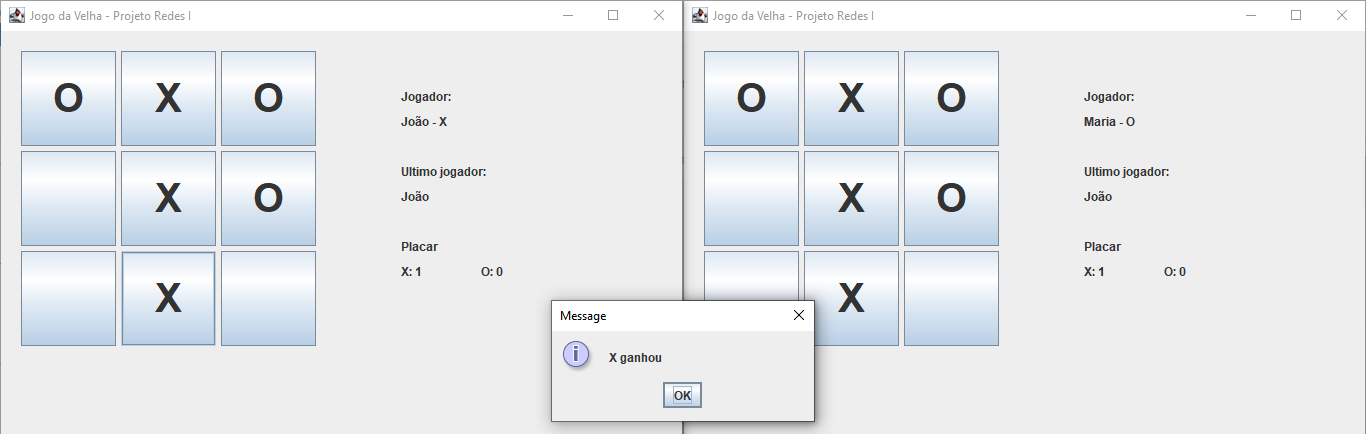 Jogo da Velha - Projeto Redes I
O X O
X O
X
Jogador:
João - X
Ultimo jogador:
João
Placar
X: 1 O: 0
Jogo da Velha - Projeto Redes I
O X O
X O
X
Jogador:
Maria - O
Ultimo jogador:
João
Placar
X: 1 O: 0
Message
X ganhou
OK